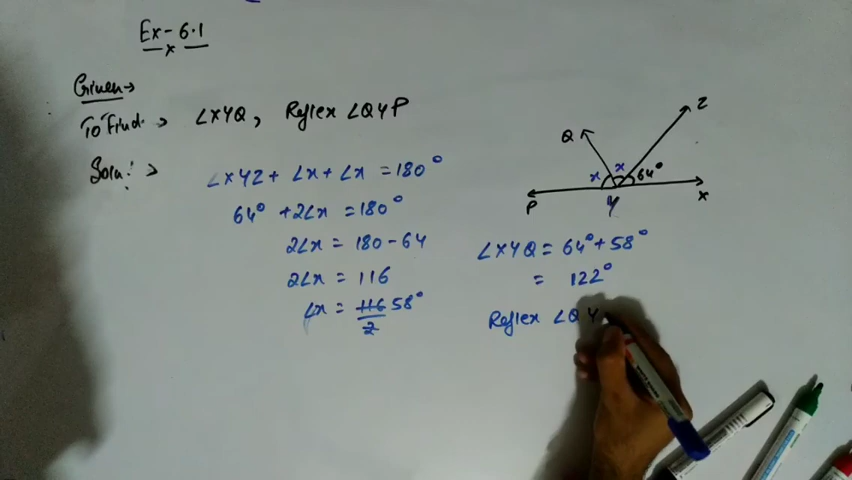 Ex-6.1
Given→
To Find → ∠XYQ, Reflex ∠QYP
Soln: →
∠XYZ + ∠x + ∠x = 180°
64° + 2∠x = 180°
2∠x = 180-64
2∠x = 116
∠x = 116/2 58°
Q
Z
x
x
64°
P
Y
X
∠XYQ = 64° + 58°
= 122°
Reflex ∠QY